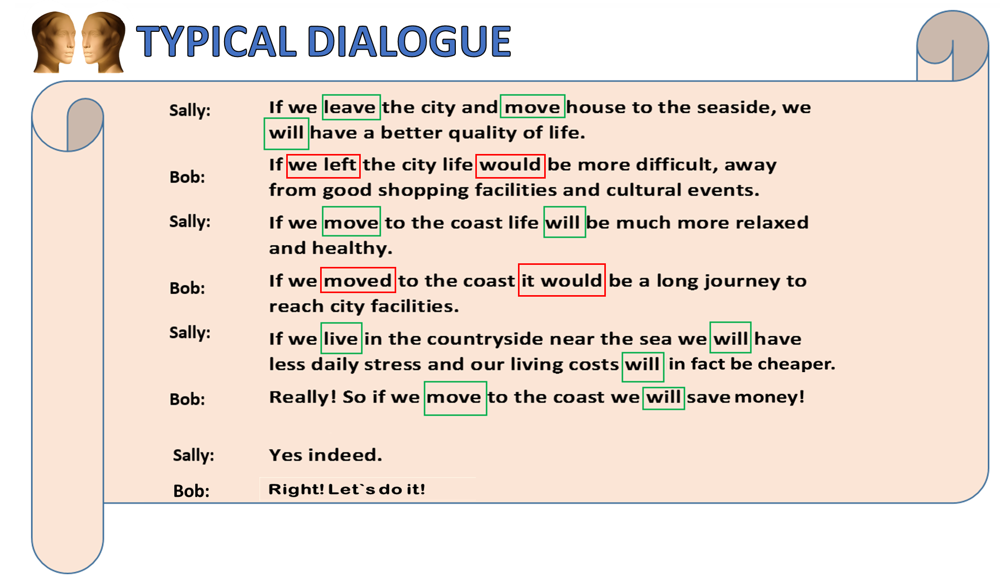 TYPICAL DIALOGUE
Sally: If we leave the city and move house to the seaside, we
will have a better quality of life.
Bob: If we left the city life would be more difficult, away
from good shopping facilities and cultural events.
Sally: If we move to the coast life will be much more relaxed
and healthy.
Bob: If we moved to the coast it would be a long journey to
reach city facilities.
Sally: If we live in the countryside near the sea we will have
less daily stress and our living costs will in fact be cheaper.
Bob: Really! So if we move to the coast we will save money!
Sally: Yes indeed.
Bob: Right! Let`s do it!